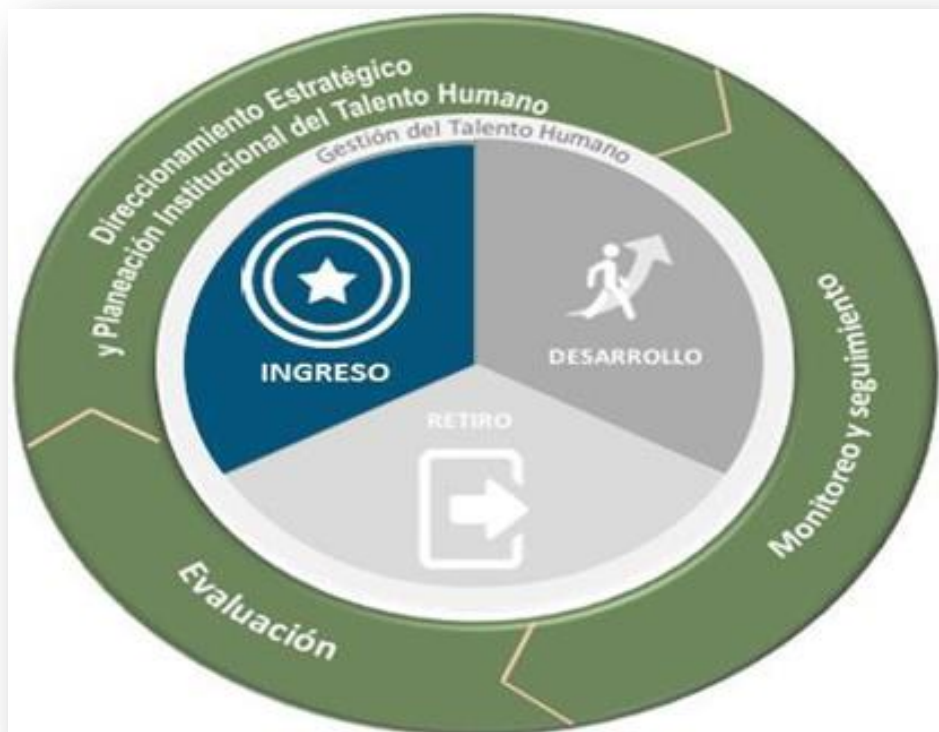 Direccionamiento Estratégico
y Planeación Institucional del Talento Humano
Gestión del Talento Humano
INGRESO
DESARROLLO
RETIRO
Monitoreo y seguimiento
Evaluación